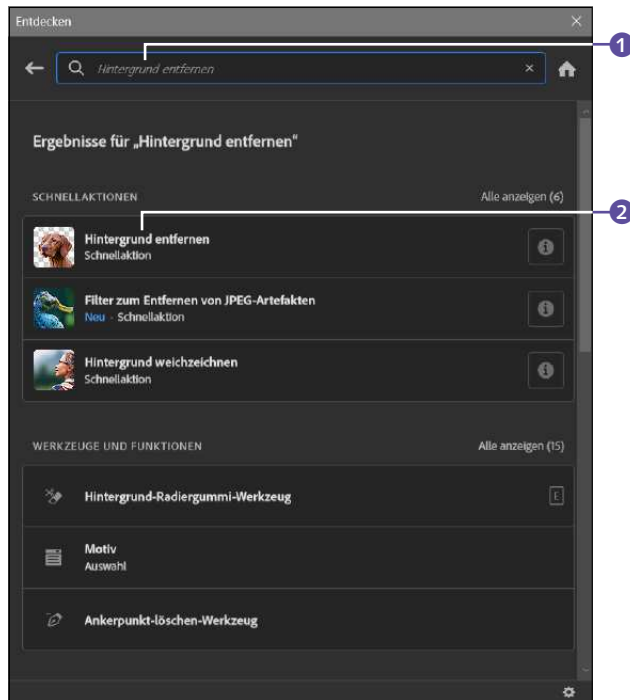 Entdecken
Hintergrund entfernen
1
Ergebnisse für „Hintergrund entfernen“
SCHNELLAKTIONEN
Alle anzeigen (6)
2
Hintergrund entfernen
Schnellaktion
Filter zum Entfernen von JPEG-Artefakten
Neu - Schnellaktion
Hintergrund weichzeichnen
Schnellaktion
WERKZEUGE UND FUNKTIONEN
Alle anzeigen (15)
Hintergrund-Radiergummi-Werkzeug
E
Motiv
Auswahl
Ankerpunkt-löschen-Werkzeug